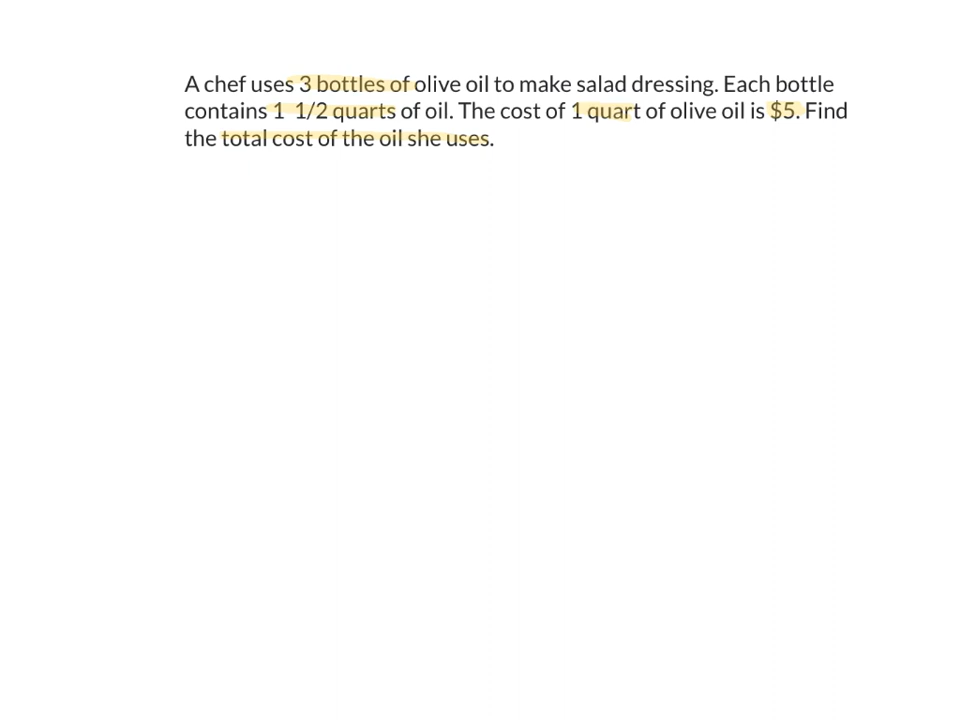 A chef uses 3 bottles of olive oil to make salad dressing. Each bottle
contains 1 1/2 quarts of oil. The cost of 1 quart of olive oil is $5. Find
the total cost of the oil she uses.